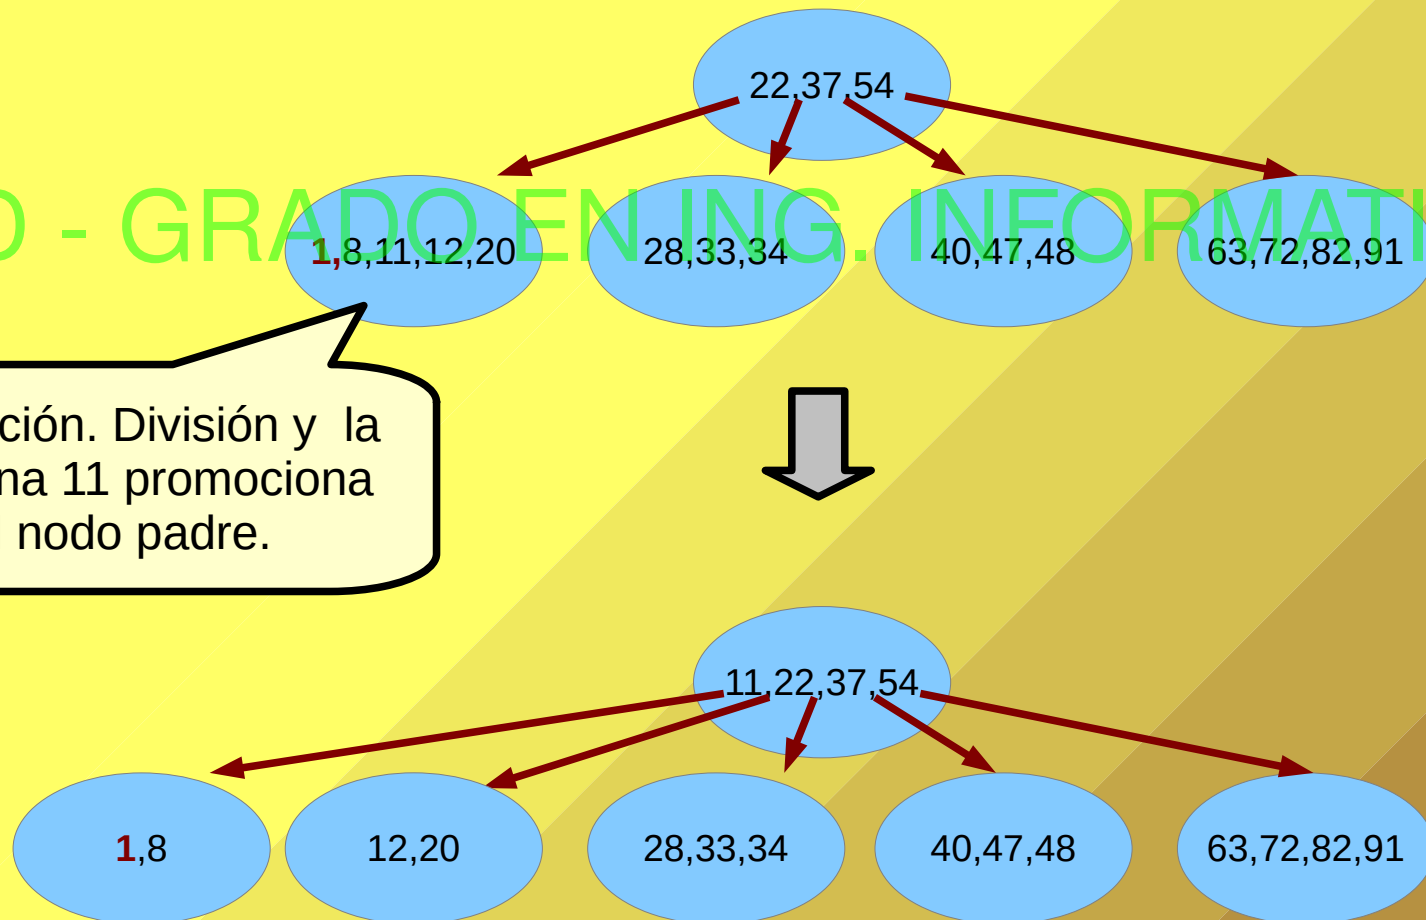 22,37,54
D - GRADO EN ING. INFORMATI
1,8,11,12,20
28,33,34
40,47,48
63,72,82,91
ción. División y la
na 11 promociona
nodo padre.
11,22,37,54
1,8
12,20
28,33,34
40,47,48
63,72,82,91